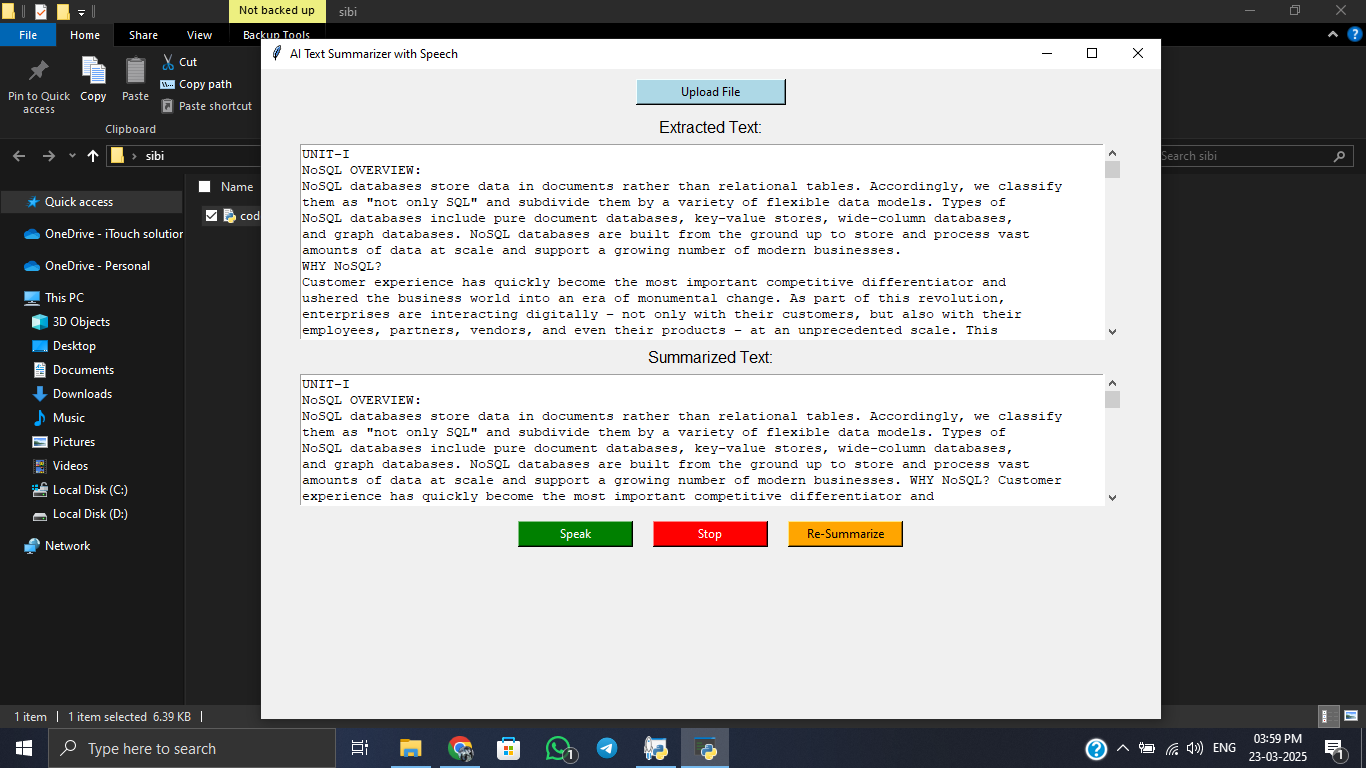 Not backed up
sibi
File
Home
Share
View
Backup Tools
Pin to Quick access
Copy
Paste
Cut
Copy path
Paste shortcut
Clipboard
sibi
Search sibi
Quick access
OneDrive - iTouch solution
OneDrive - Personal
This PC
3D Objects
Desktop
Documents
Downloads
Music
Pictures
Videos
Local Disk (C:)
Local Disk (D:)
Network
Name
cod
AI Text Summarizer with Speech
Upload File
Extracted Text:
UNIT-I
NoSQL OVERVIEW:
NoSQL databases store data in documents rather than relational tables. Accordingly, we classify
them as "not only SQL" and subdivide them by a variety of flexible data models. Types of
NoSQL databases include pure document databases, key-value stores, wide-column databases,
and graph databases. NoSQL databases are built from the ground up to store and process vast
amounts of data at scale and support a growing number of modern businesses.
WHY NoSQL?
Customer experience has quickly become the most important competitive differentiator and
ushered the business world into an era of monumental change. As part of this revolution,
enterprises are interacting digitally – not only with their customers, but also with their
employees, partners, vendors, and even their products – at an unprecedented scale. This
Summarized Text:
UNIT-I
NoSQL OVERVIEW:
NoSQL databases store data in documents rather than relational tables. Accordingly, we classify
them as "not only SQL" and subdivide them by a variety of flexible data models. Types of
NoSQL databases include pure document databases, key-value stores, wide-column databases,
and graph databases. NoSQL databases are built from the ground up to store and process vast
amounts of data at scale and support a growing number of modern businesses. WHY NoSQL? Customer
experience has quickly become the most important competitive differentiator and
Speak
Stop
Re-Summarize
1 item
1 item selected 6.39 KB
Type here to search
1
ENG
03:59 PM
23-03-2025
1